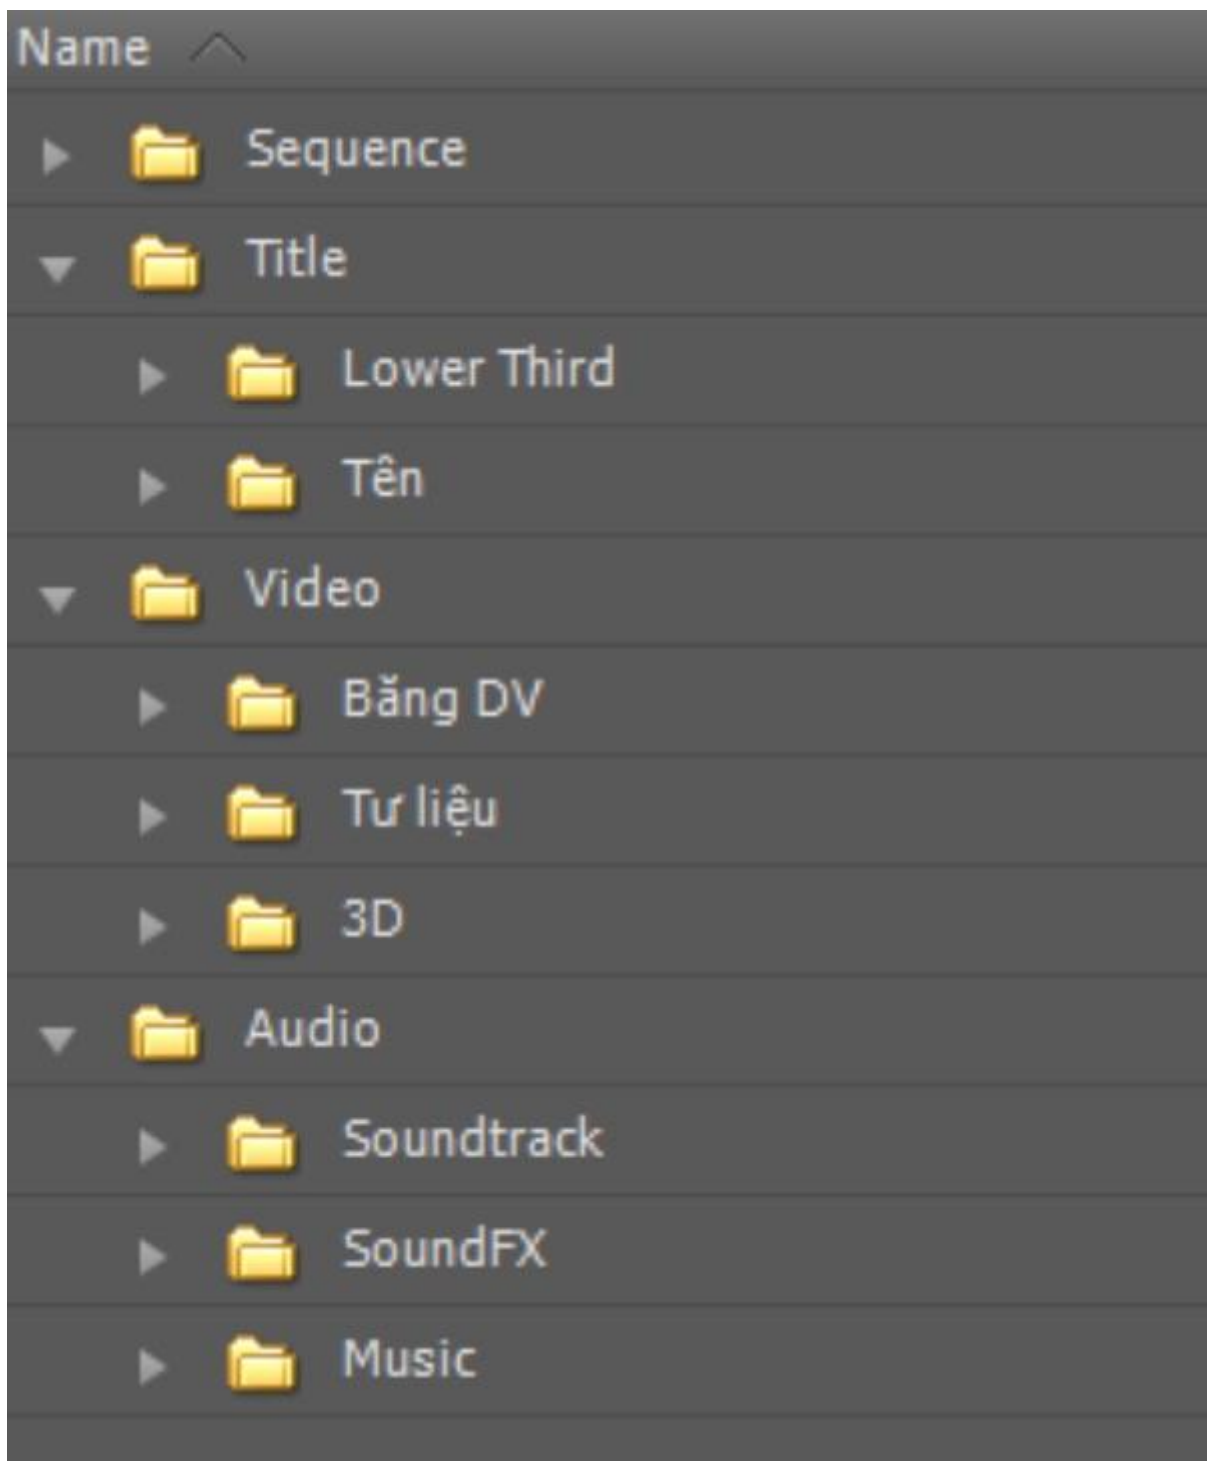 Name
Sequence
Title
Lower Third
Tên
Video
Băng DV
Tư liệu
3D
Audio
Soundtrack
SoundFX
Music